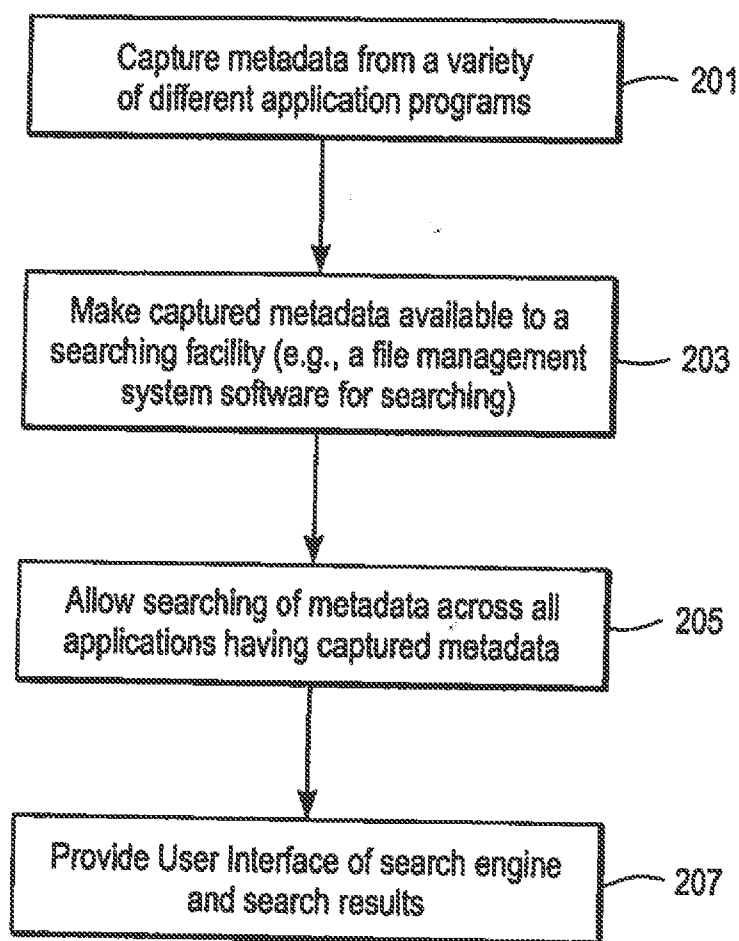 Capture metadata from a variety
of different application programs
201
Make captured metadata available to a
searching facility (e.g., a file management
system software for searching)
203
Allow searching of metadata across all
applications having captured metadata
205
Provide User Interface of search engine
and search results
207